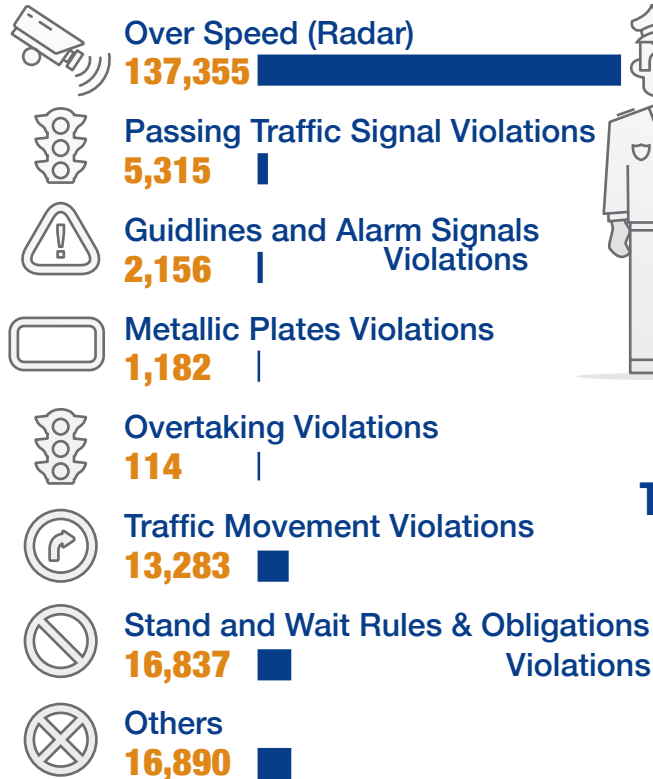 Over Speed (Radar)
137,355
Passing Traffic Signal Violations
5,315
Guidlines and Alarm Signals
Violations
2,156
Metallic Plates Violations
1,182
Overtaking Violations
114
Traffic Movement Violations
13,283
Stand and Wait Rules & Obligations
Violations
16,837
Others
16,890